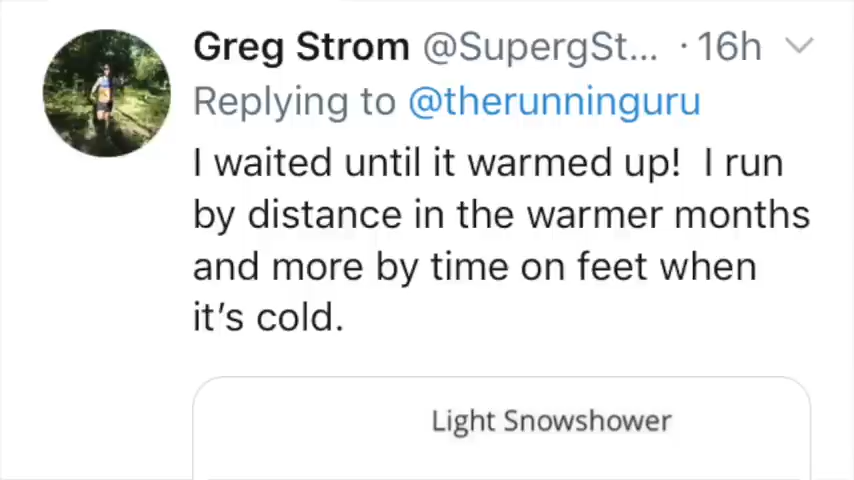 Greg Strom @SupergSt... · 16h
Replying to @therunninguru
I waited until it warmed up!  I run
by distance in the warmer months
and more by time on feet when
it's cold.
Light Snowshower